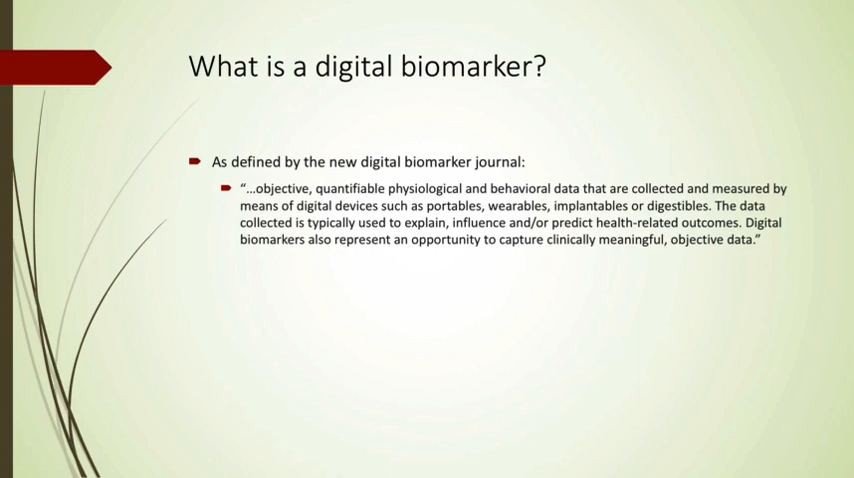 What is a digital biomarker?
As defined by the new digital biomarker journal:
“...objective, quantifiable physiological and behavioral data that are collected and measured by
means of digital devices such as portables, wearables, implantables or digestibles. The data
collected is typically used to explain, influence and/or predict health-related outcomes. Digital
biomarkers also represent an opportunity to capture clinically meaningful, objective data.”